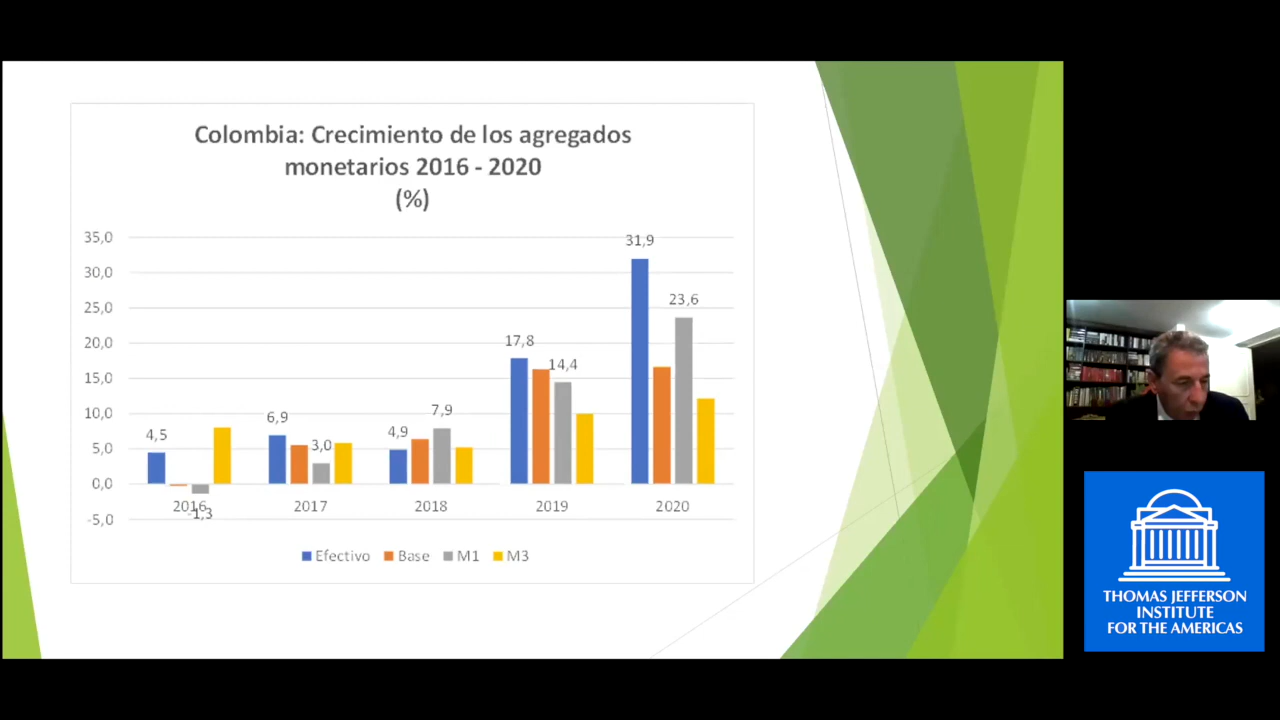 Colombia: Crecimiento de los agregados
monetarios 2016 - 2020
(%)
35,0
30,0
25,0
20,0
15,0
10,0
5,0
0,0
-5,0
4,5
-1,3
6,9
3,0
4,9
7,9
17,8
14,4
31,9
23,6
2016
2017
2018
2019
2020
Efectivo
Base
M1
M3
THOMAS JEFFERSON
INSTITUTE
FOR THE AMERICAS